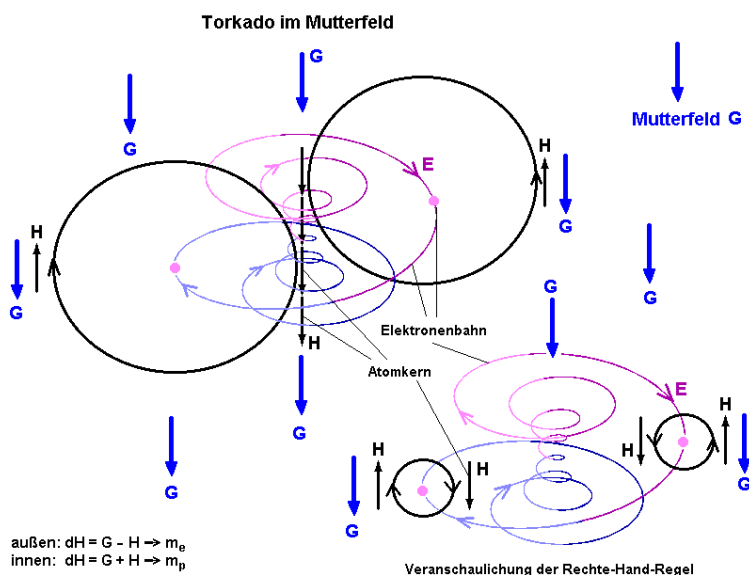 Torkado im Mutterfeld
G
G
Mutterfeld G
H
E
H
G
H
G
G
G
Elektronenbahn
H
Atomkern
G
E
H
H
G
H
H
G
G
G
außen: dH = G – H → mₑ
innen: dH = G + H → mₚ
Veranschaulichung der Rechte-Hand-Regel